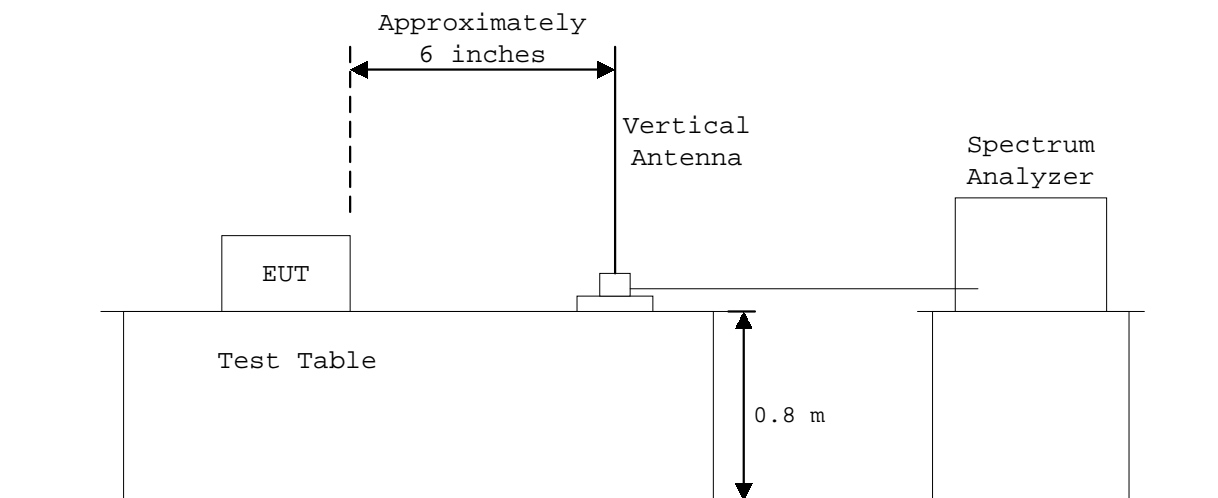 Approximately
6 inches
Vertical
Antenna
Spectrum
Analyzer
EUT
Test Table
0.8 m